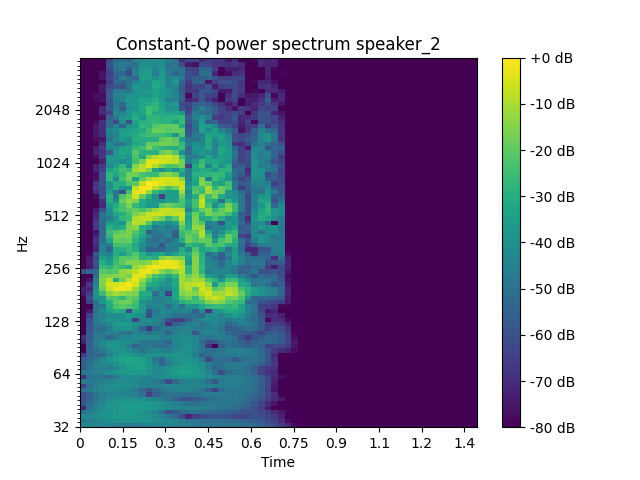 Constant-Q power spectrum speaker_2
Hz
2048
1024
512
256
128
64
32
0 0.15 0.3 0.45 0.6 0.75 0.9 1.1 1.2 1.4
Time
+0 dB
-10 dB
-20 dB
-30 dB
-40 dB
-50 dB
-60 dB
-70 dB
-80 dB